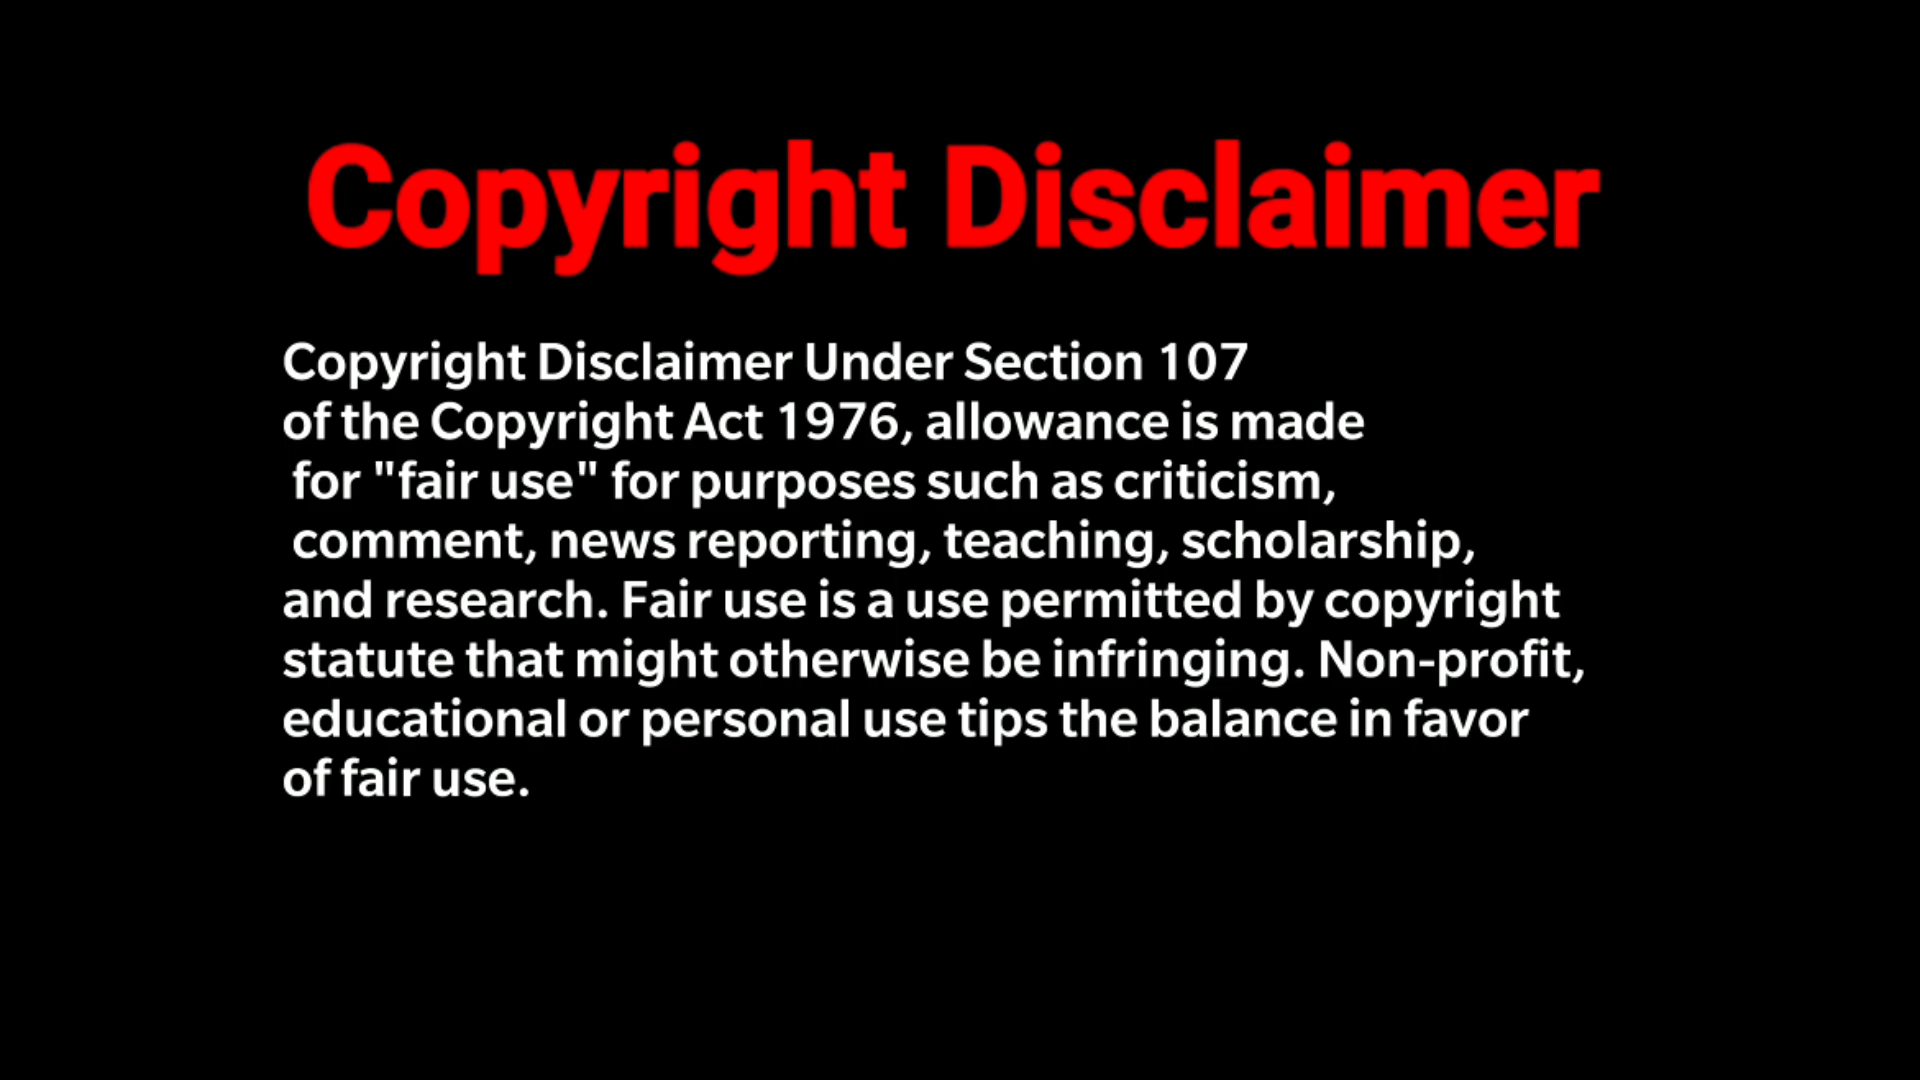 Copyright Disclaimer
Copyright Disclaimer Under Section 107
of the Copyright Act 1976, allowance is made
for "fair use" for purposes such as criticism,
comment, news reporting, teaching, scholarship,
and research. Fair use is a use permitted by copyright
statute that might otherwise be infringing. Non-profit,
educational or personal use tips the balance in favor
of fair use.